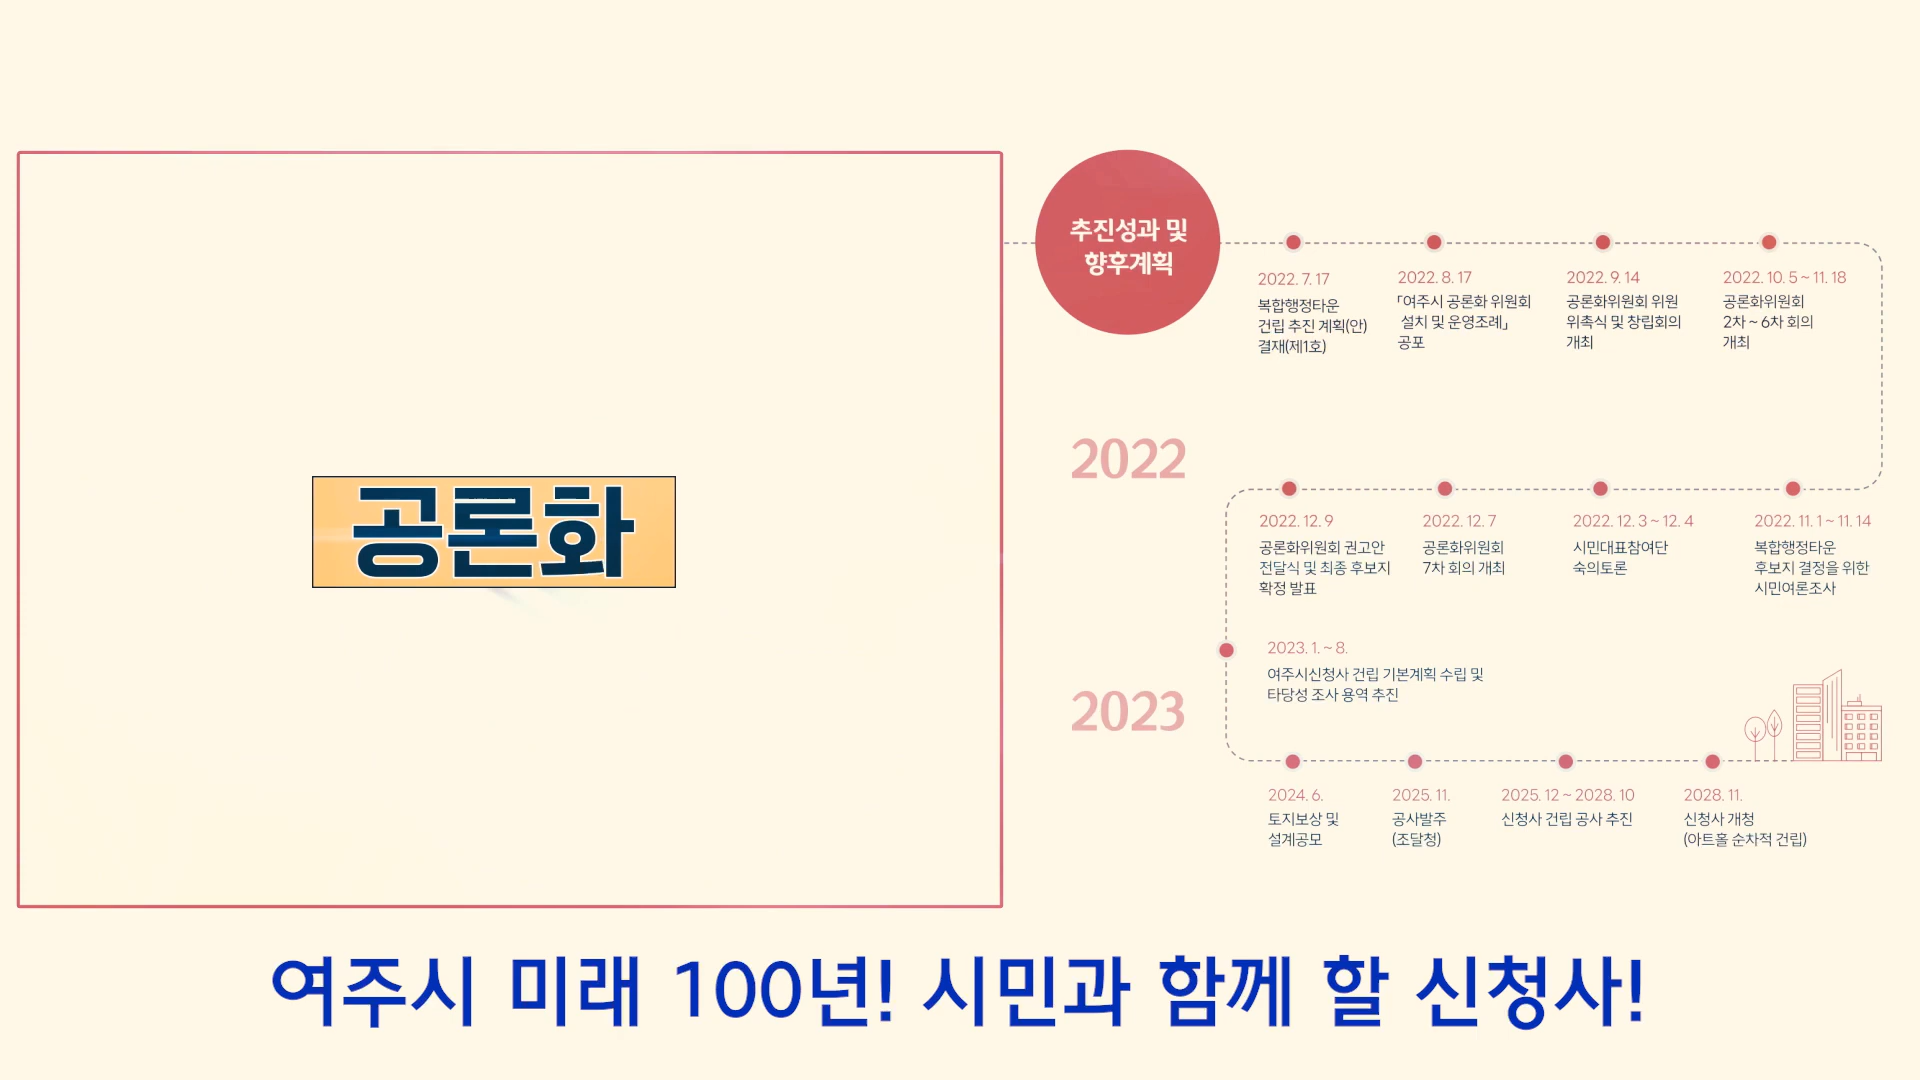 공론화
추진성과 및
향후계획
2022. 7. 17
복합행정타운
건립 추진 계획(안)
결재(제1호)
2022. 8. 17
「여주시 공론화 위원회
설치 및 운영조례」
공포
2022. 9. 14
공론화위원회 위원
위촉식 및 창립회의
개최
2022. 10. 5 ~ 11. 18
공론화위원회
2차 ~ 6차 회의
개최
2022
2022. 12. 9
공론화위원회 권고안
전달식 및 최종 후보지
확정 발표
2022. 12. 7
공론화위원회
7차 회의 개최
2022. 12. 3 ~ 12. 4
시민대표참여단
숙의토론
2022. 11. 1 ~ 11. 14
복합행정타운
후보지 결정을 위한
시민여론조사
2023
2023. 1. ~ 8.
여주시신청사 건립 기본계획 수립 및
타당성 조사 용역 추진
2024. 6.
토지보상 및
설계공모
2025. 11.
공사발주
(조달청)
2025. 12 ~ 2028. 10
신청사 건립 공사 추진
2028. 11.
신청사 개청
(아트홀 순차적 건립)
여주시 미래 100년! 시민과 함께 할 신청사!